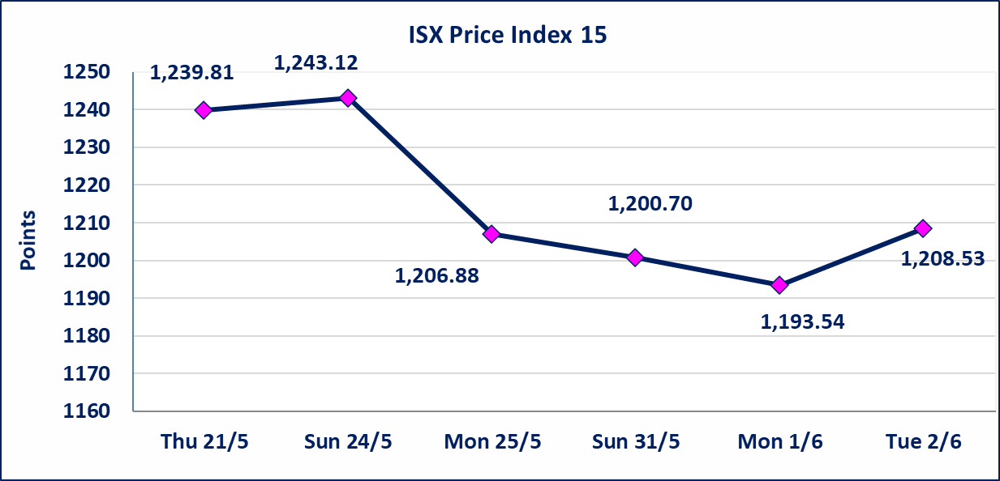 ISX Price Index 15
1250
1240
1230
1220
1210
1200
1190
1180
1170
1160
Points
1,239.81
1,243.12
1,206.88
1,200.70
1,193.54
1,208.53
Thu 21/5
Sun 24/5
Mon 25/5
Sun 31/5
Mon 1/6
Tue 2/6